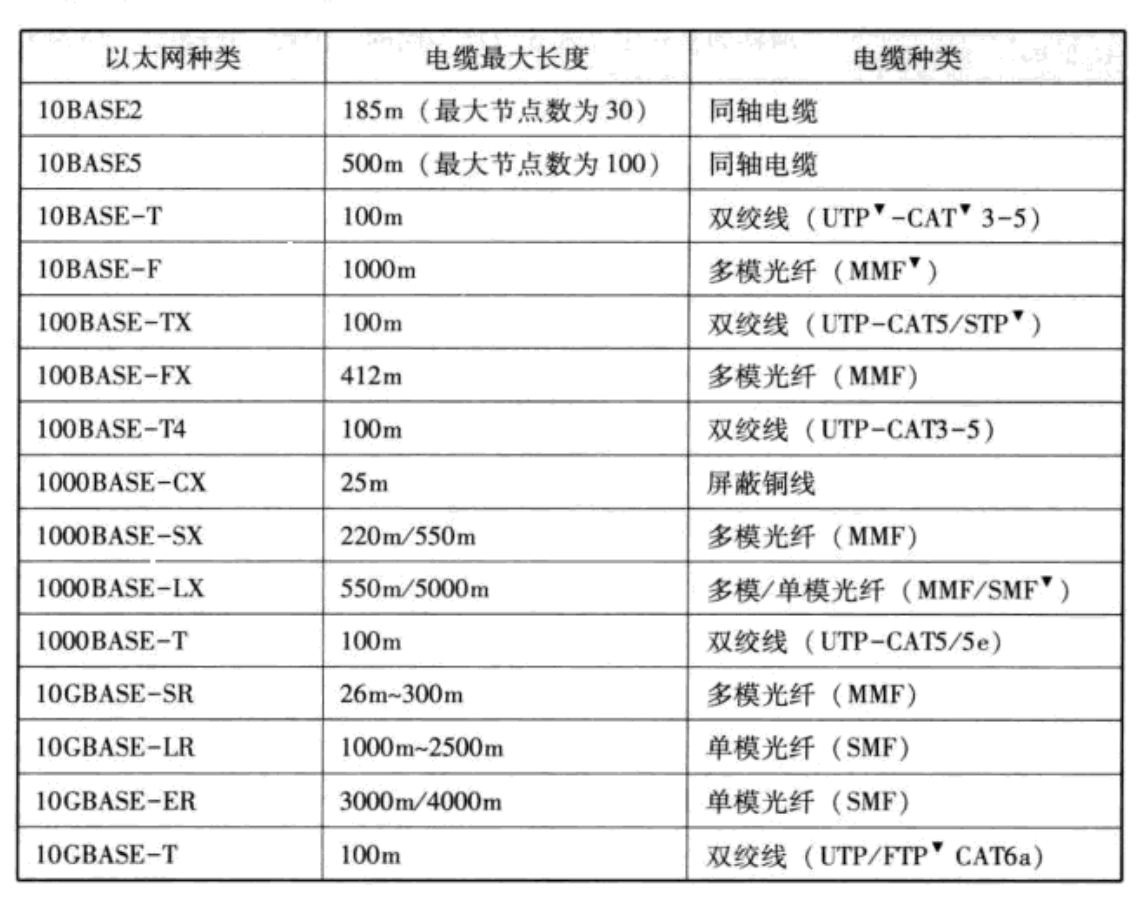 以太网种类 电缆最大长度 电缆种类
10BASE2 185m（最大节点数为30） 同轴电缆
10BASE5 500m（最大节点数为100） 同轴电缆
10BASE-T 100m 双绞线（UTP▼-CAT▼ 3-5）
10BASE-F 1000m 多模光纤（MMF▼）
100BASE-TX 100m 双绞线（UTP-CAT5/STP▼）
100BASE-FX 412m 多模光纤（MMF）
100BASE-T4 100m 双绞线（UTP-CAT3-5）
1000BASE-CX 25m 屏蔽铜线
1000BASE-SX 220m/550m 多模光纤（MMF）
1000BASE-LX 550m/5000m 多模/单模光纤（MMF/SMF▼）
1000BASE-T 100m 双绞线（UTP-CAT5/5e）
10GBASE-SR 26m~300m 多模光纤（MMF）
10GBASE-LR 1000m~2500m 单模光纤（SMF）
10GBASE-ER 3000m/4000m 单模光纤（SMF）
10GBASE-T 100m 双绞线（UTP/FTP▼ CAT6a）